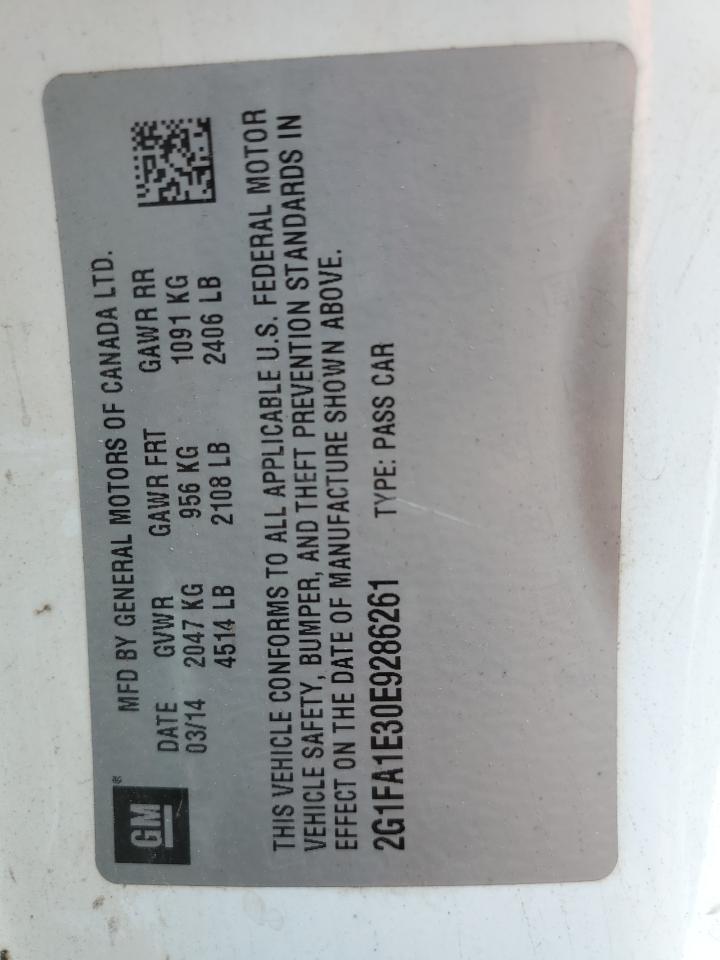 GM®
MFD BY GENERAL MOTORS OF CANADA LTD.
DATE GVWR GAWR FRT GAWR RR
03/14 2047 KG 956 KG 1091 KG
4514 LB 2108 LB 2406 LB
THIS VEHICLE CONFORMS TO ALL APPLICABLE U.S. FEDERAL MOTOR
VEHICLE SAFETY, BUMPER, AND THEFT PREVENTION STANDARDS IN
EFFECT ON THE DATE OF MANUFACTURE SHOWN ABOVE.
2G1FA1E30E9286261 TYPE: PASS CAR